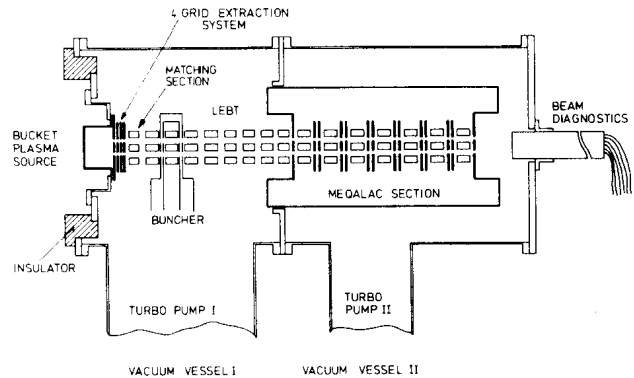 4 GRID EXTRACTION
SYSTEM
MATCHING
SECTION
LEBT
BUCKET
PLASMA
SOURCE
BEAM
DIAGNOSTICS
MEQALAC SECTION
BUNCHER
INSULATOR
TURBO PUMP I
TURBO
PUMP II
VACUUM VESSEL I
VACUUM VESSEL II